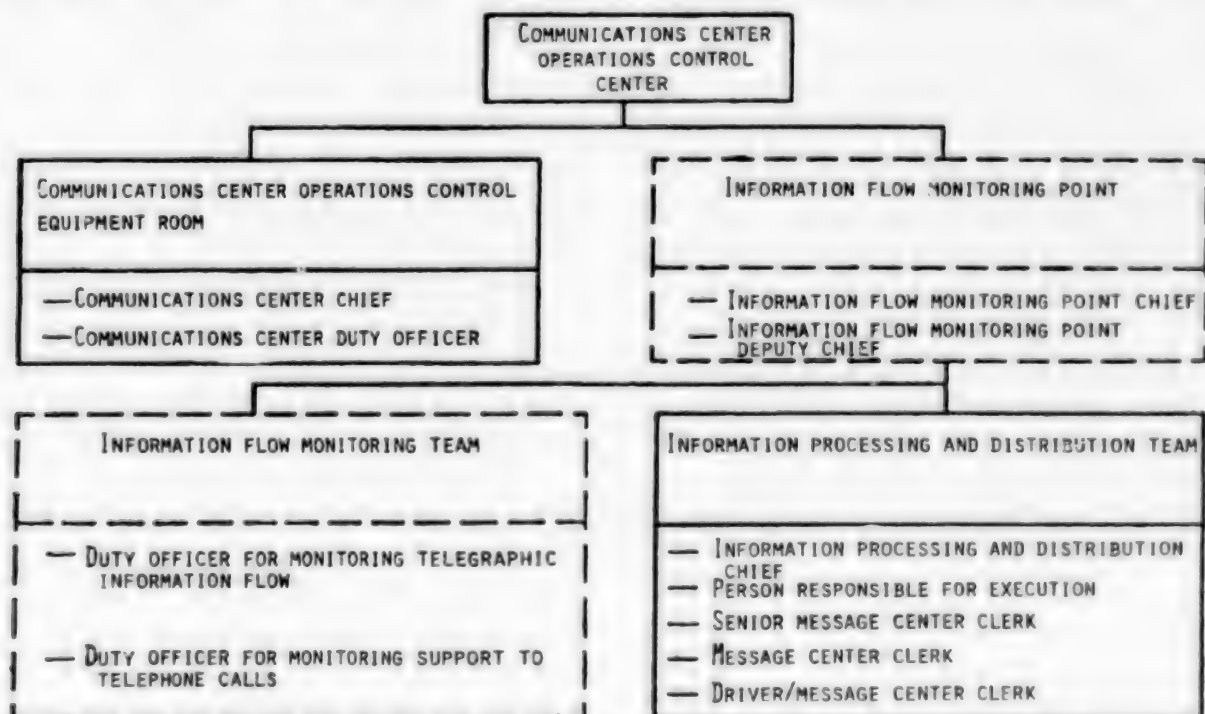 COMMUNICATIONS CENTER
OPERATIONS CONTROL
CENTER
COMMUNICATIONS CENTER OPERATIONS CONTROL
EQUIPMENT ROOM
— COMMUNICATIONS CENTER CHIEF
— COMMUNICATIONS CENTER DUTY OFFICER
INFORMATION FLOW MONITORING POINT
— INFORMATION FLOW MONITORING POINT CHIEF
— INFORMATION FLOW MONITORING POINT
DEPUTY CHIEF
INFORMATION FLOW MONITORING TEAM
— DUTY OFFICER FOR MONITORING TELEGRAPHIC
INFORMATION FLOW
— DUTY OFFICER FOR MONITORING SUPPORT TO
TELEPHONE CALLS
INFORMATION PROCESSING AND DISTRIBUTION TEAM
— INFORMATION PROCESSING AND DISTRIBUTION
CHIEF
— PERSON RESPONSIBLE FOR EXECUTION
— SENIOR MESSAGE CENTER CLERK
— MESSAGE CENTER CLERK
— DRIVER/MESSAGE CENTER CLERK